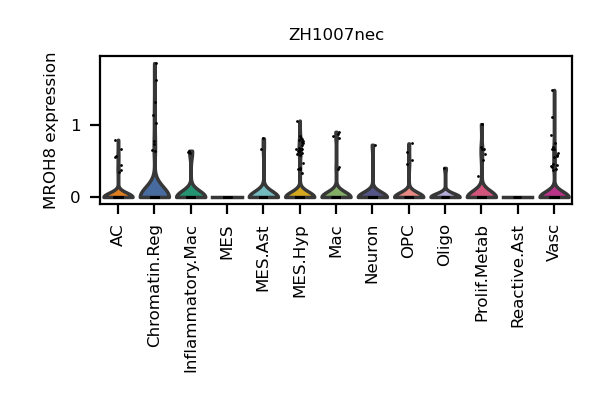 ZH1007nec
MROH8 expression
1
0
AC
Chromatin.Reg
Inflammatory.Mac
MES
MES.Ast
MES.Hyp
Mac
Neuron
OPC
Oligo
Prolif.Metab
Reactive.Ast
Vasc